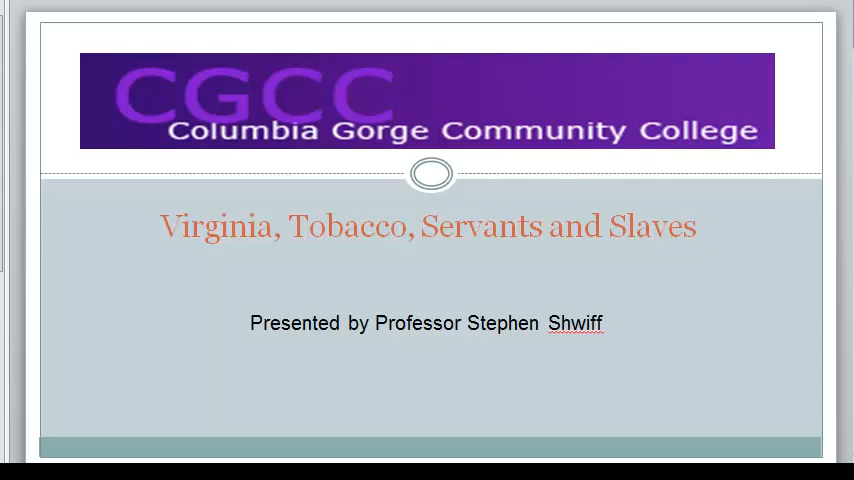 CGCC
Columbia Gorge Community College
Virginia, Tobacco, Servants and Slaves
Presented by Professor Stephen Shwiff